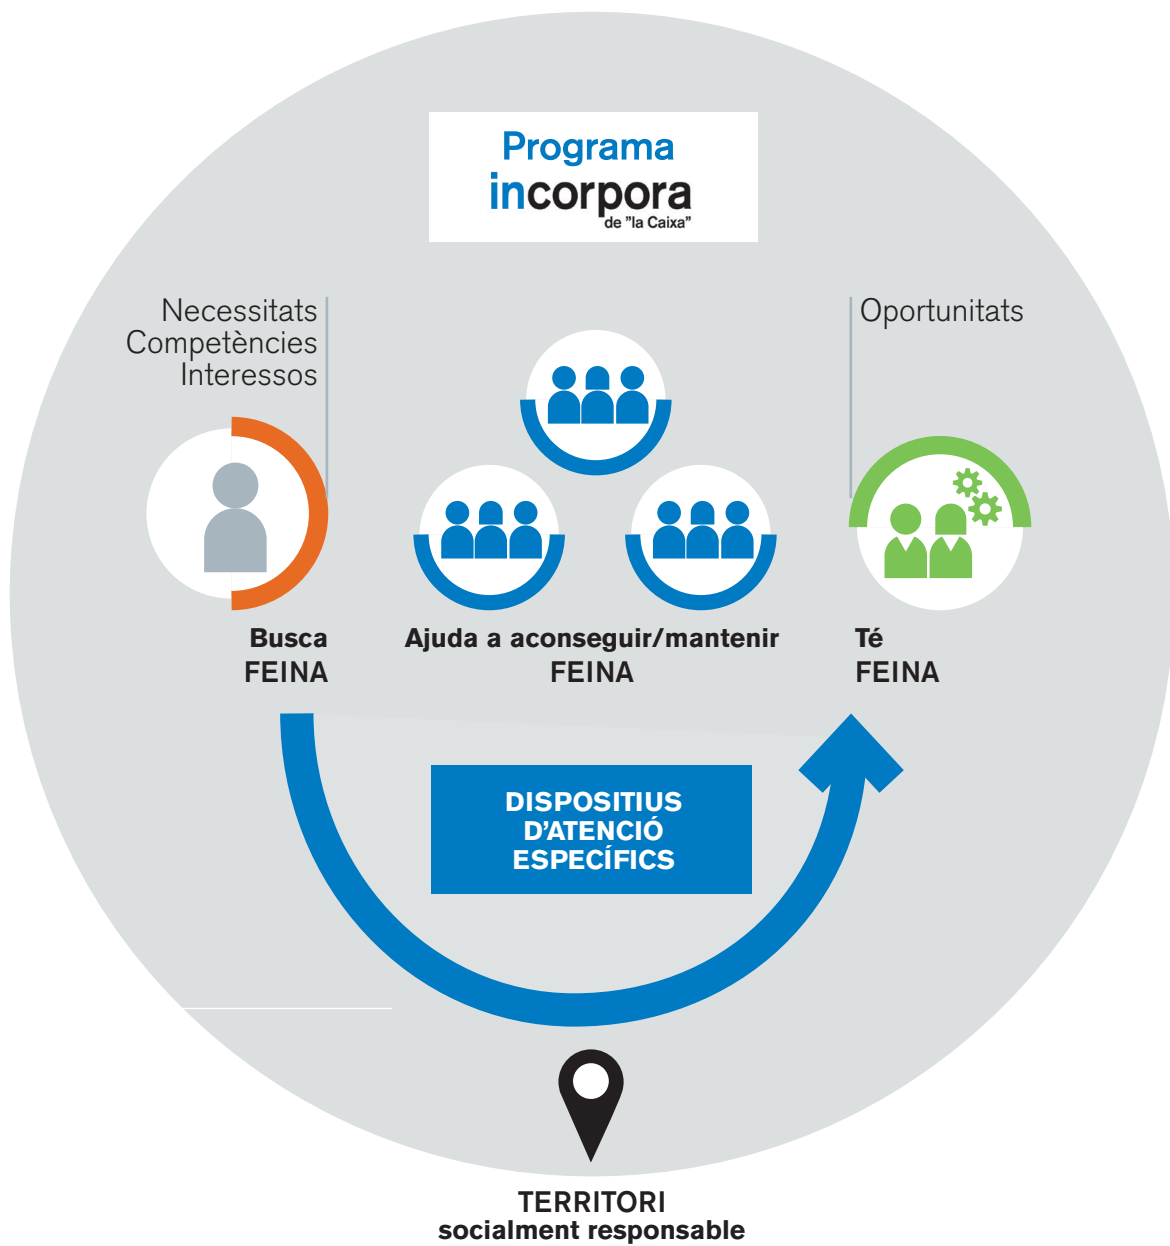 Programa
incorpora
de "la Caixa"
Necessitats
Competències
Interessos
Oportunitats
Busca
FEINA
Ajuda a aconseguir/mantenir
FEINA
Té
FEINA
DISPOSITIUS
D'ATENCIÓ
ESPECÍFICS
TERRITORI
socialment responsable